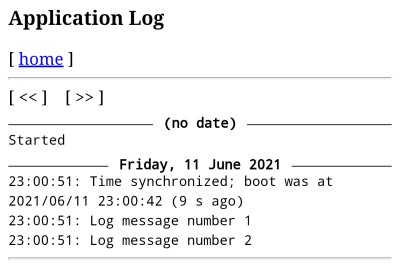 Application Log
[ home ]
[ << ] [ >> ]
(no date)
Started
Friday, 11 June 2021
23:00:51: Time synchronized; boot was at
2021/06/11 23:00:42 (9 s ago)
23:00:51: Log message number 1
23:00:51: Log message number 2